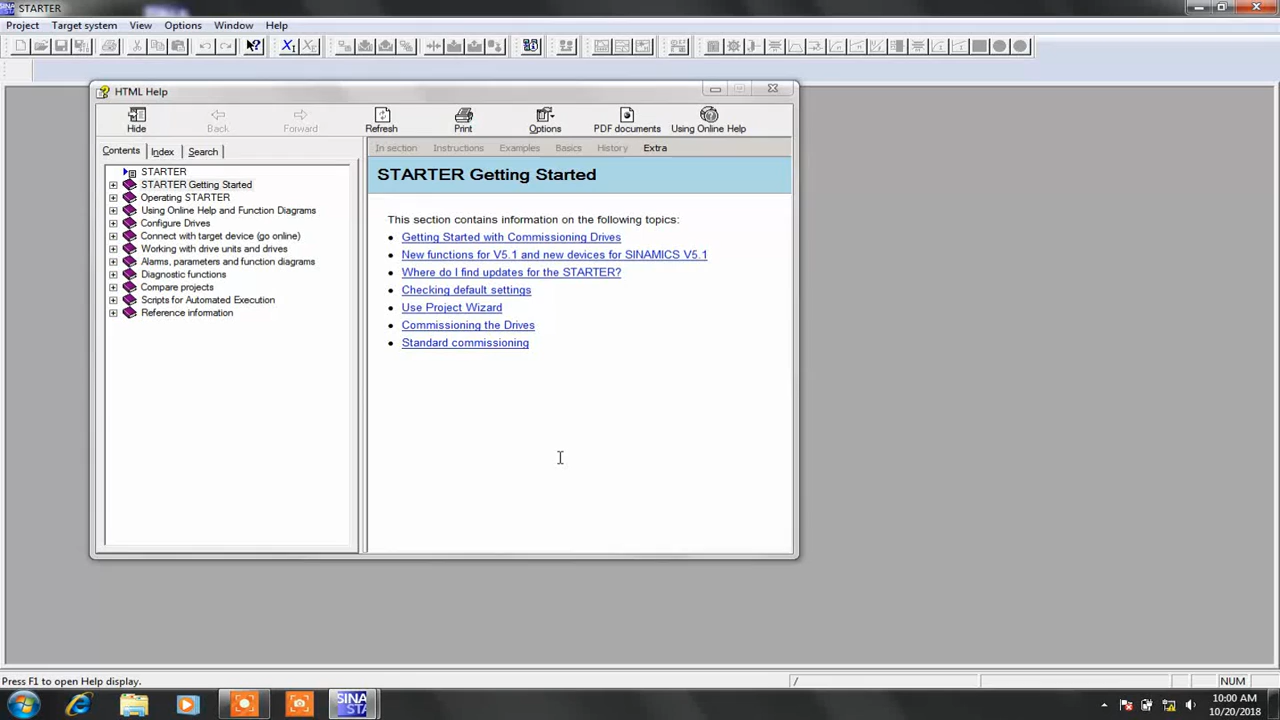 STARTER
Project Target system View Options Window Help
HTML Help
Hide Back Forward Refresh Print Options PDF documents Using Online Help
Contents Index Search
In section Instructions Examples Basics History Extra
STARTER
STARTER Getting Started
Operating STARTER
Using Online Help and Function Diagrams
Configure Drives
Connect with target device (go online)
Working with drive units and drives
Alarms, parameters and function diagrams
Diagnostic functions
Compare projects
Scripts for Automated Execution
Reference information
STARTER Getting Started
This section contains information on the following topics:
• Getting Started with Commissioning Drives
• New functions for V5.1 and new devices for SINAMICS V5.1
• Where do I find updates for the STARTER?
• Checking default settings
• Use Project Wizard
• Commissioning the Drives
• Standard commissioning
Press F1 to open Help display.
/
NUM
SINA
STA
10:00 AM
10/20/2018